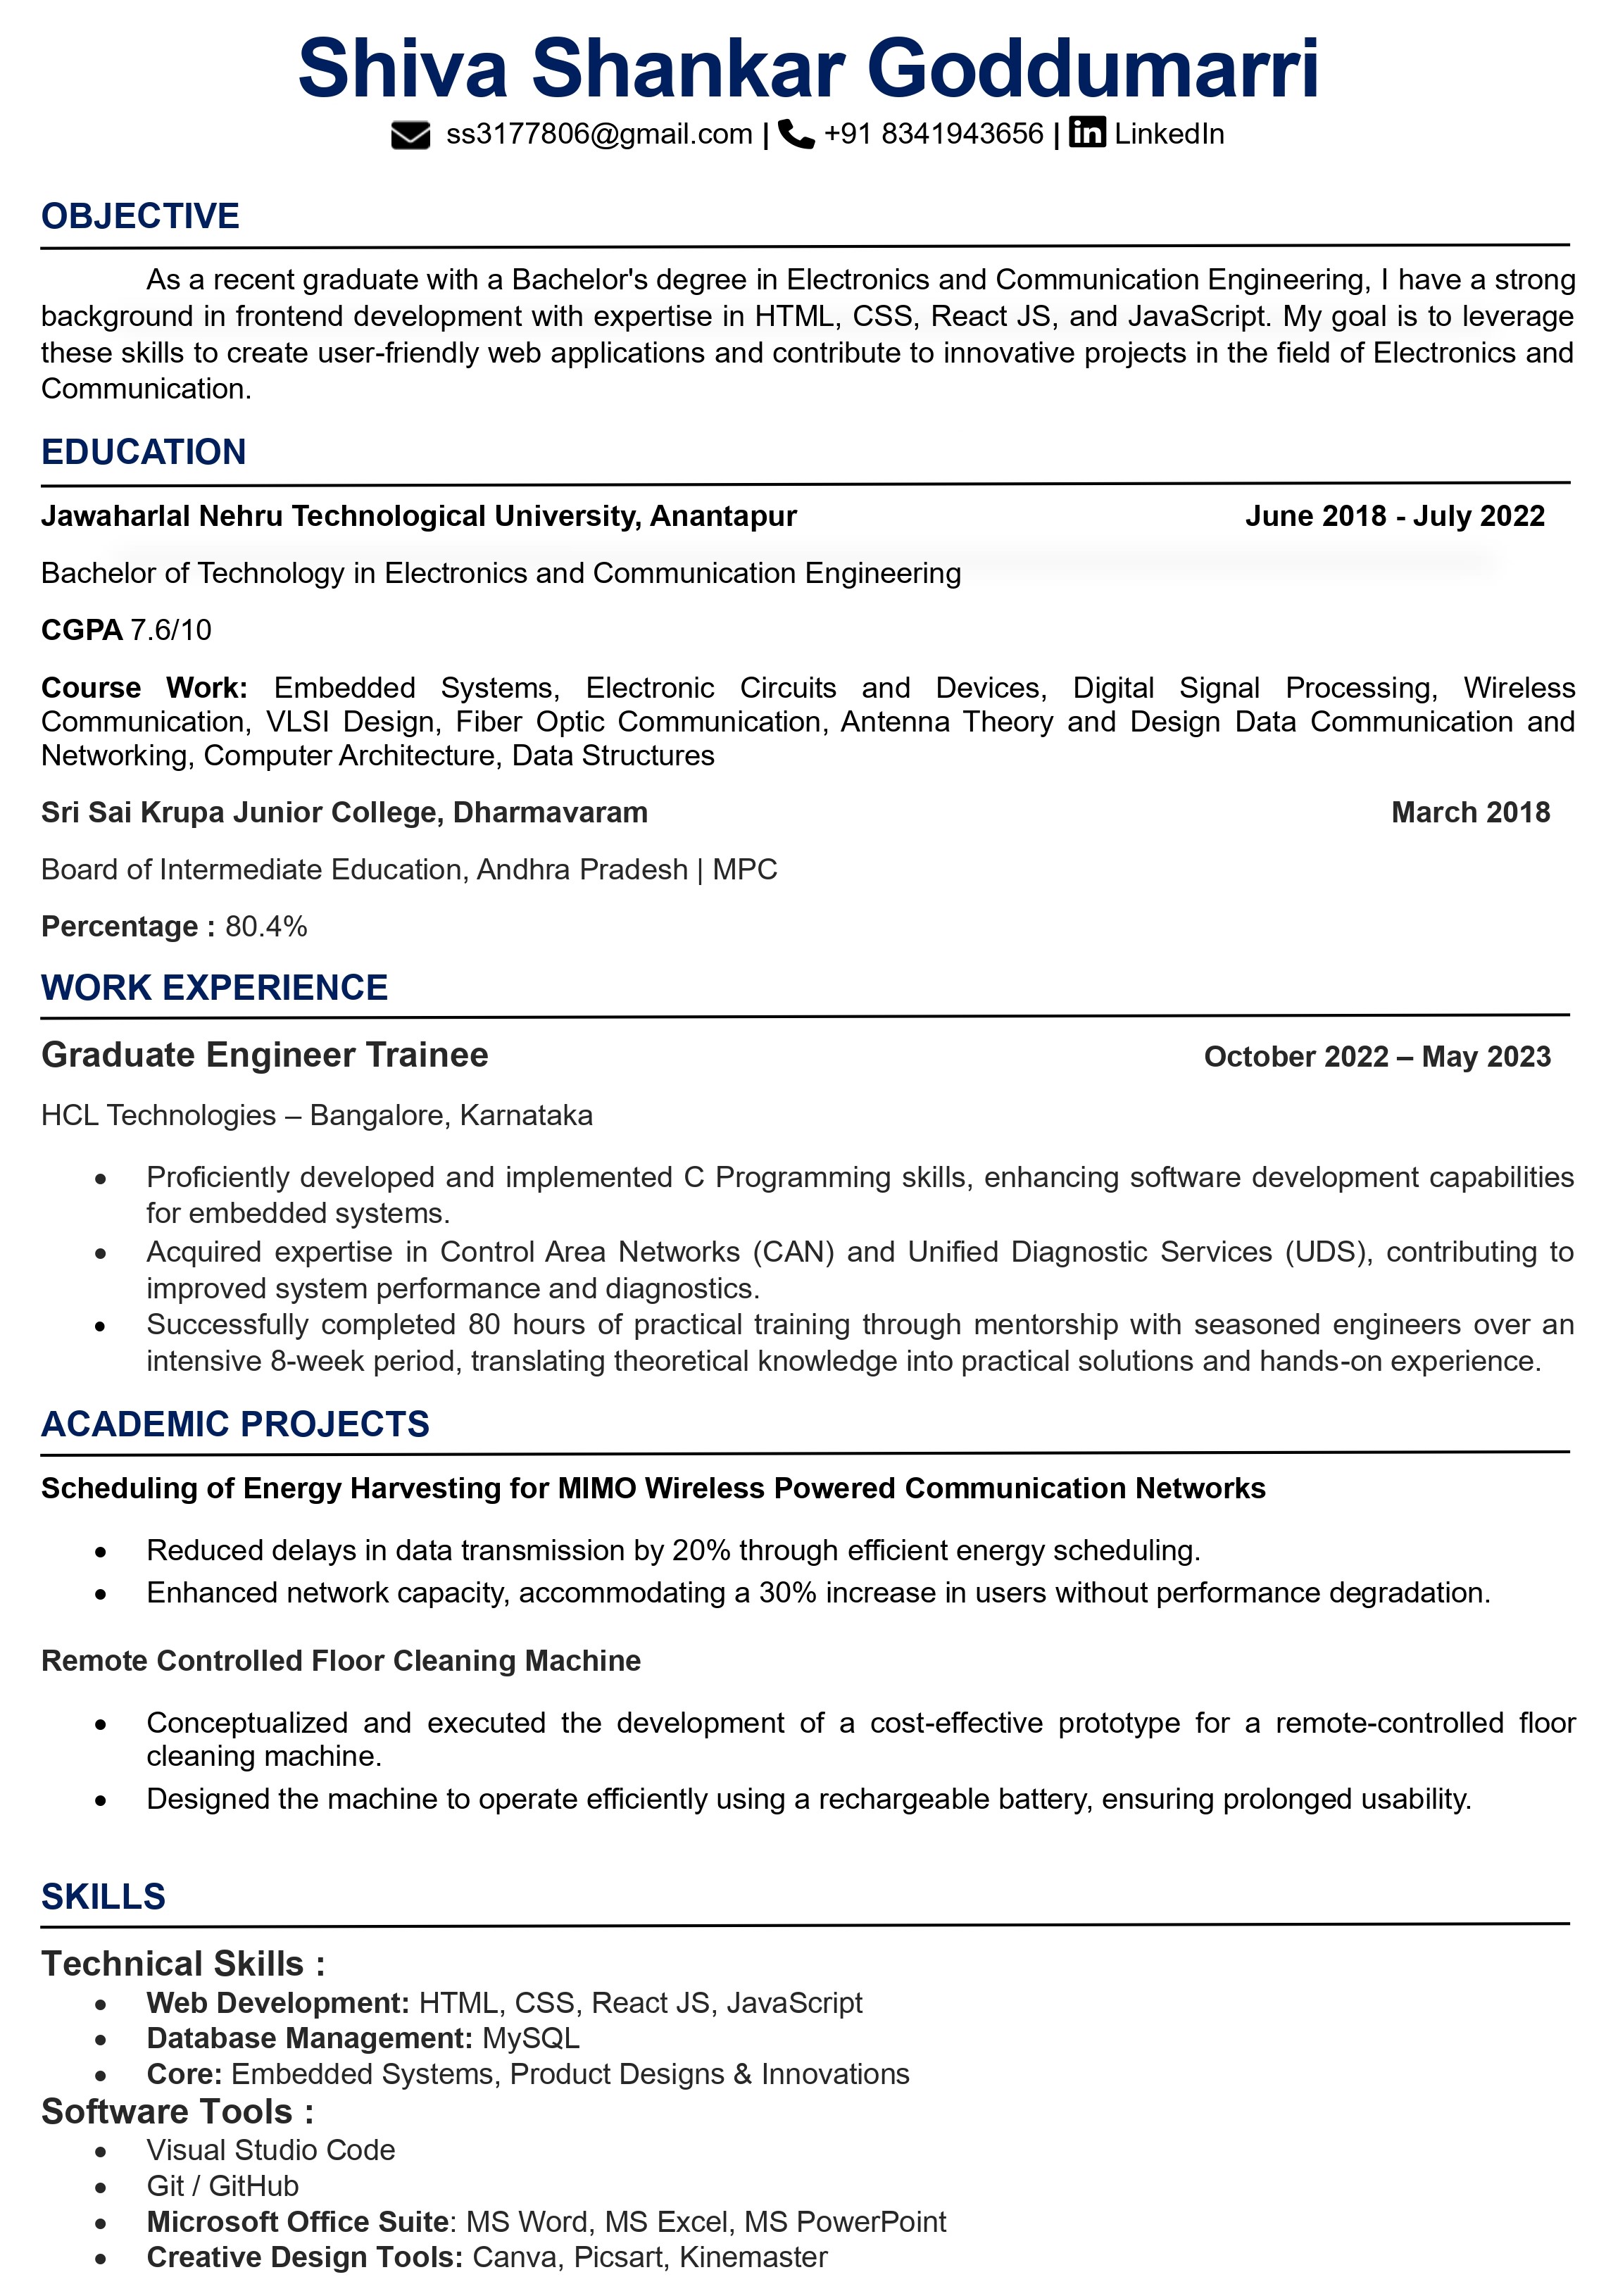 Shiva Shankar Goddumarri
ss3177806@gmail.com | +91 8341943656 | in LinkedIn
OBJECTIVE
As a recent graduate with a Bachelor's degree in Electronics and Communication Engineering, I have a strong
background in frontend development with expertise in HTML, CSS, React JS, and JavaScript. My goal is to leverage
these skills to create user-friendly web applications and contribute to innovative projects in the field of Electronics and
Communication.
EDUCATION
Jawaharlal Nehru Technological University, Anantapur June 2018 - July 2022
Bachelor of Technology in Electronics and Communication Engineering
CGPA 7.6/10
Course Work: Embedded Systems, Electronic Circuits and Devices, Digital Signal Processing, Wireless
Communication, VLSI Design, Fiber Optic Communication, Antenna Theory and Design Data Communication and
Networking, Computer Architecture, Data Structures
Sri Sai Krupa Junior College, Dharmavaram March 2018
Board of Intermediate Education, Andhra Pradesh | MPC
Percentage : 80.4%
WORK EXPERIENCE
Graduate Engineer Trainee October 2022 – May 2023
HCL Technologies – Bangalore, Karnataka
• Proficiently developed and implemented C Programming skills, enhancing software development capabilities
for embedded systems.
• Acquired expertise in Control Area Networks (CAN) and Unified Diagnostic Services (UDS), contributing to
improved system performance and diagnostics.
• Successfully completed 80 hours of practical training through mentorship with seasoned engineers over an
intensive 8-week period, translating theoretical knowledge into practical solutions and hands-on experience.
ACADEMIC PROJECTS
Scheduling of Energy Harvesting for MIMO Wireless Powered Communication Networks
• Reduced delays in data transmission by 20% through efficient energy scheduling.
• Enhanced network capacity, accommodating a 30% increase in users without performance degradation.
Remote Controlled Floor Cleaning Machine
• Conceptualized and executed the development of a cost-effective prototype for a remote-controlled floor
cleaning machine.
• Designed the machine to operate efficiently using a rechargeable battery, ensuring prolonged usability.
SKILLS
Technical Skills :
• Web Development: HTML, CSS, React JS, JavaScript
• Database Management: MySQL
• Core: Embedded Systems, Product Designs & Innovations
Software Tools :
• Visual Studio Code
• Git / GitHub
• Microsoft Office Suite: MS Word, MS Excel, MS PowerPoint
• Creative Design Tools: Canva, Picsart, Kinemaster